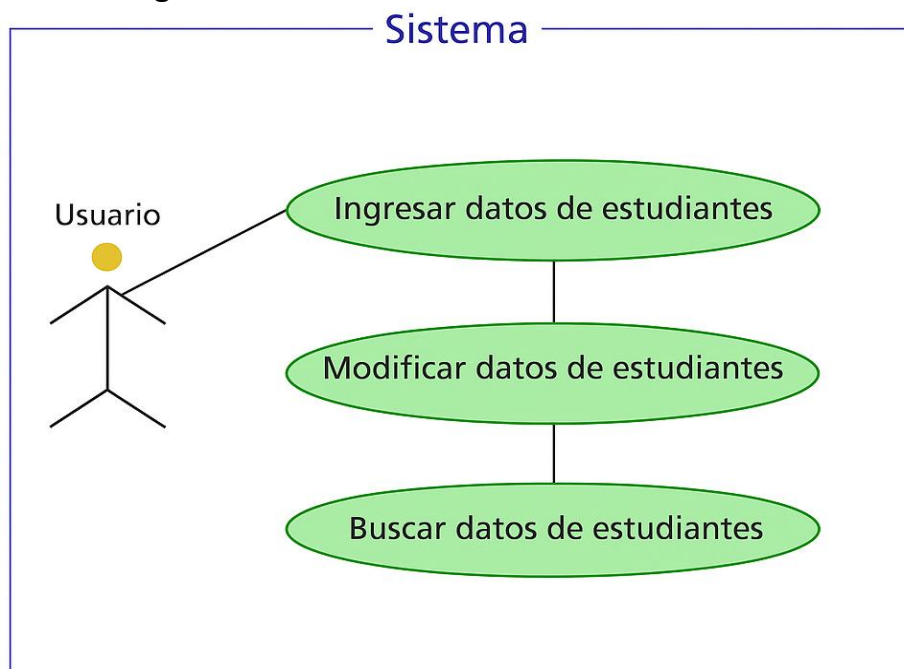 Sistema
Usuario
Ingresar datos de estudiantes
Modificar datos de estudiantes
Buscar datos de estudiantes